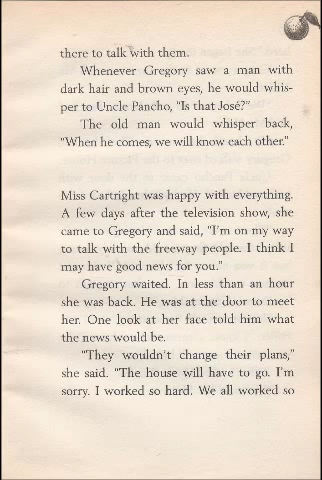 there to talk with them.
Whenever Gregory saw a man with
dark hair and brown eyes, he would whis-
per to Uncle Pancho, "Is that José?"
The old man would whisper back,
"When he comes, we will know each other."
Miss Cartright was happy with everything.
A few days after the television show, she
came to Gregory and said, "I'm on my way
to talk with the freeway people. I think I
may have good news for you."
Gregory waited. In less than an hour
she was back. He was at the door to meet
her. One look at her face told him what
the news would be.
"They wouldn't change their plans,"
she said. "The house will have to go. I'm
sorry. I worked so hard. We all worked so